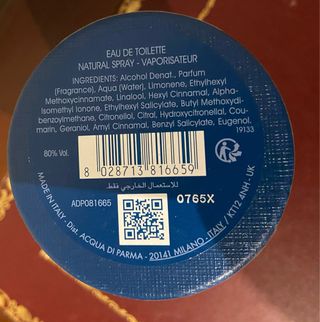 EAU DE TOILETTE
NATURAL SPRAY - VAPORISATEUR
INGREDIENTS: Alcohol Denat., Parfum
(Fragrance), Aqua (Water), Limonene, Ethylhexyl
Methoxycinnamate, Linalool, Hexyl Cinnamal, Alpha-
Isomethyl Ionone, Ethylhexyl Salicylate, Butyl Methoxydi-
benzoylmethane, Citronellol, Citral, Hydroxycitronellal, Cou-
marin, Geraniol, Amyl Cinnamal, Benzyl Salicylate, Eugenol.
19133
80% Vol.
8 028713 816659
للإستعمال الخارجي فقط
ADP081665
0765X
MADE IN ITALY - Dist. ACQUA DI PARMA - 20141 MILANO - ITALY / KT12 4NH - UK